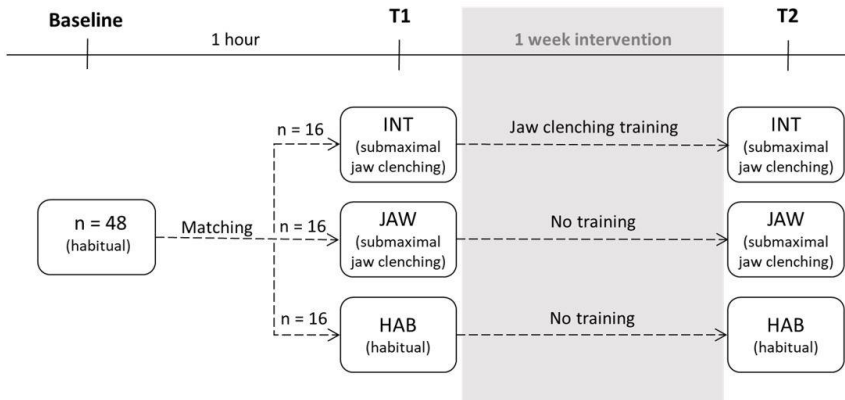 Baseline
T1
T2
1 hour
1 week intervention
n = 48
(habitual)
Matching
n = 16
INT
(submaximal
jaw clenching)
Jaw clenching training
INT
(submaximal
jaw clenching)
n = 16
JAW
(submaximal
jaw clenching)
No training
JAW
(submaximal
jaw clenching)
n = 16
HAB
(habitual)
No training
HAB
(habitual)